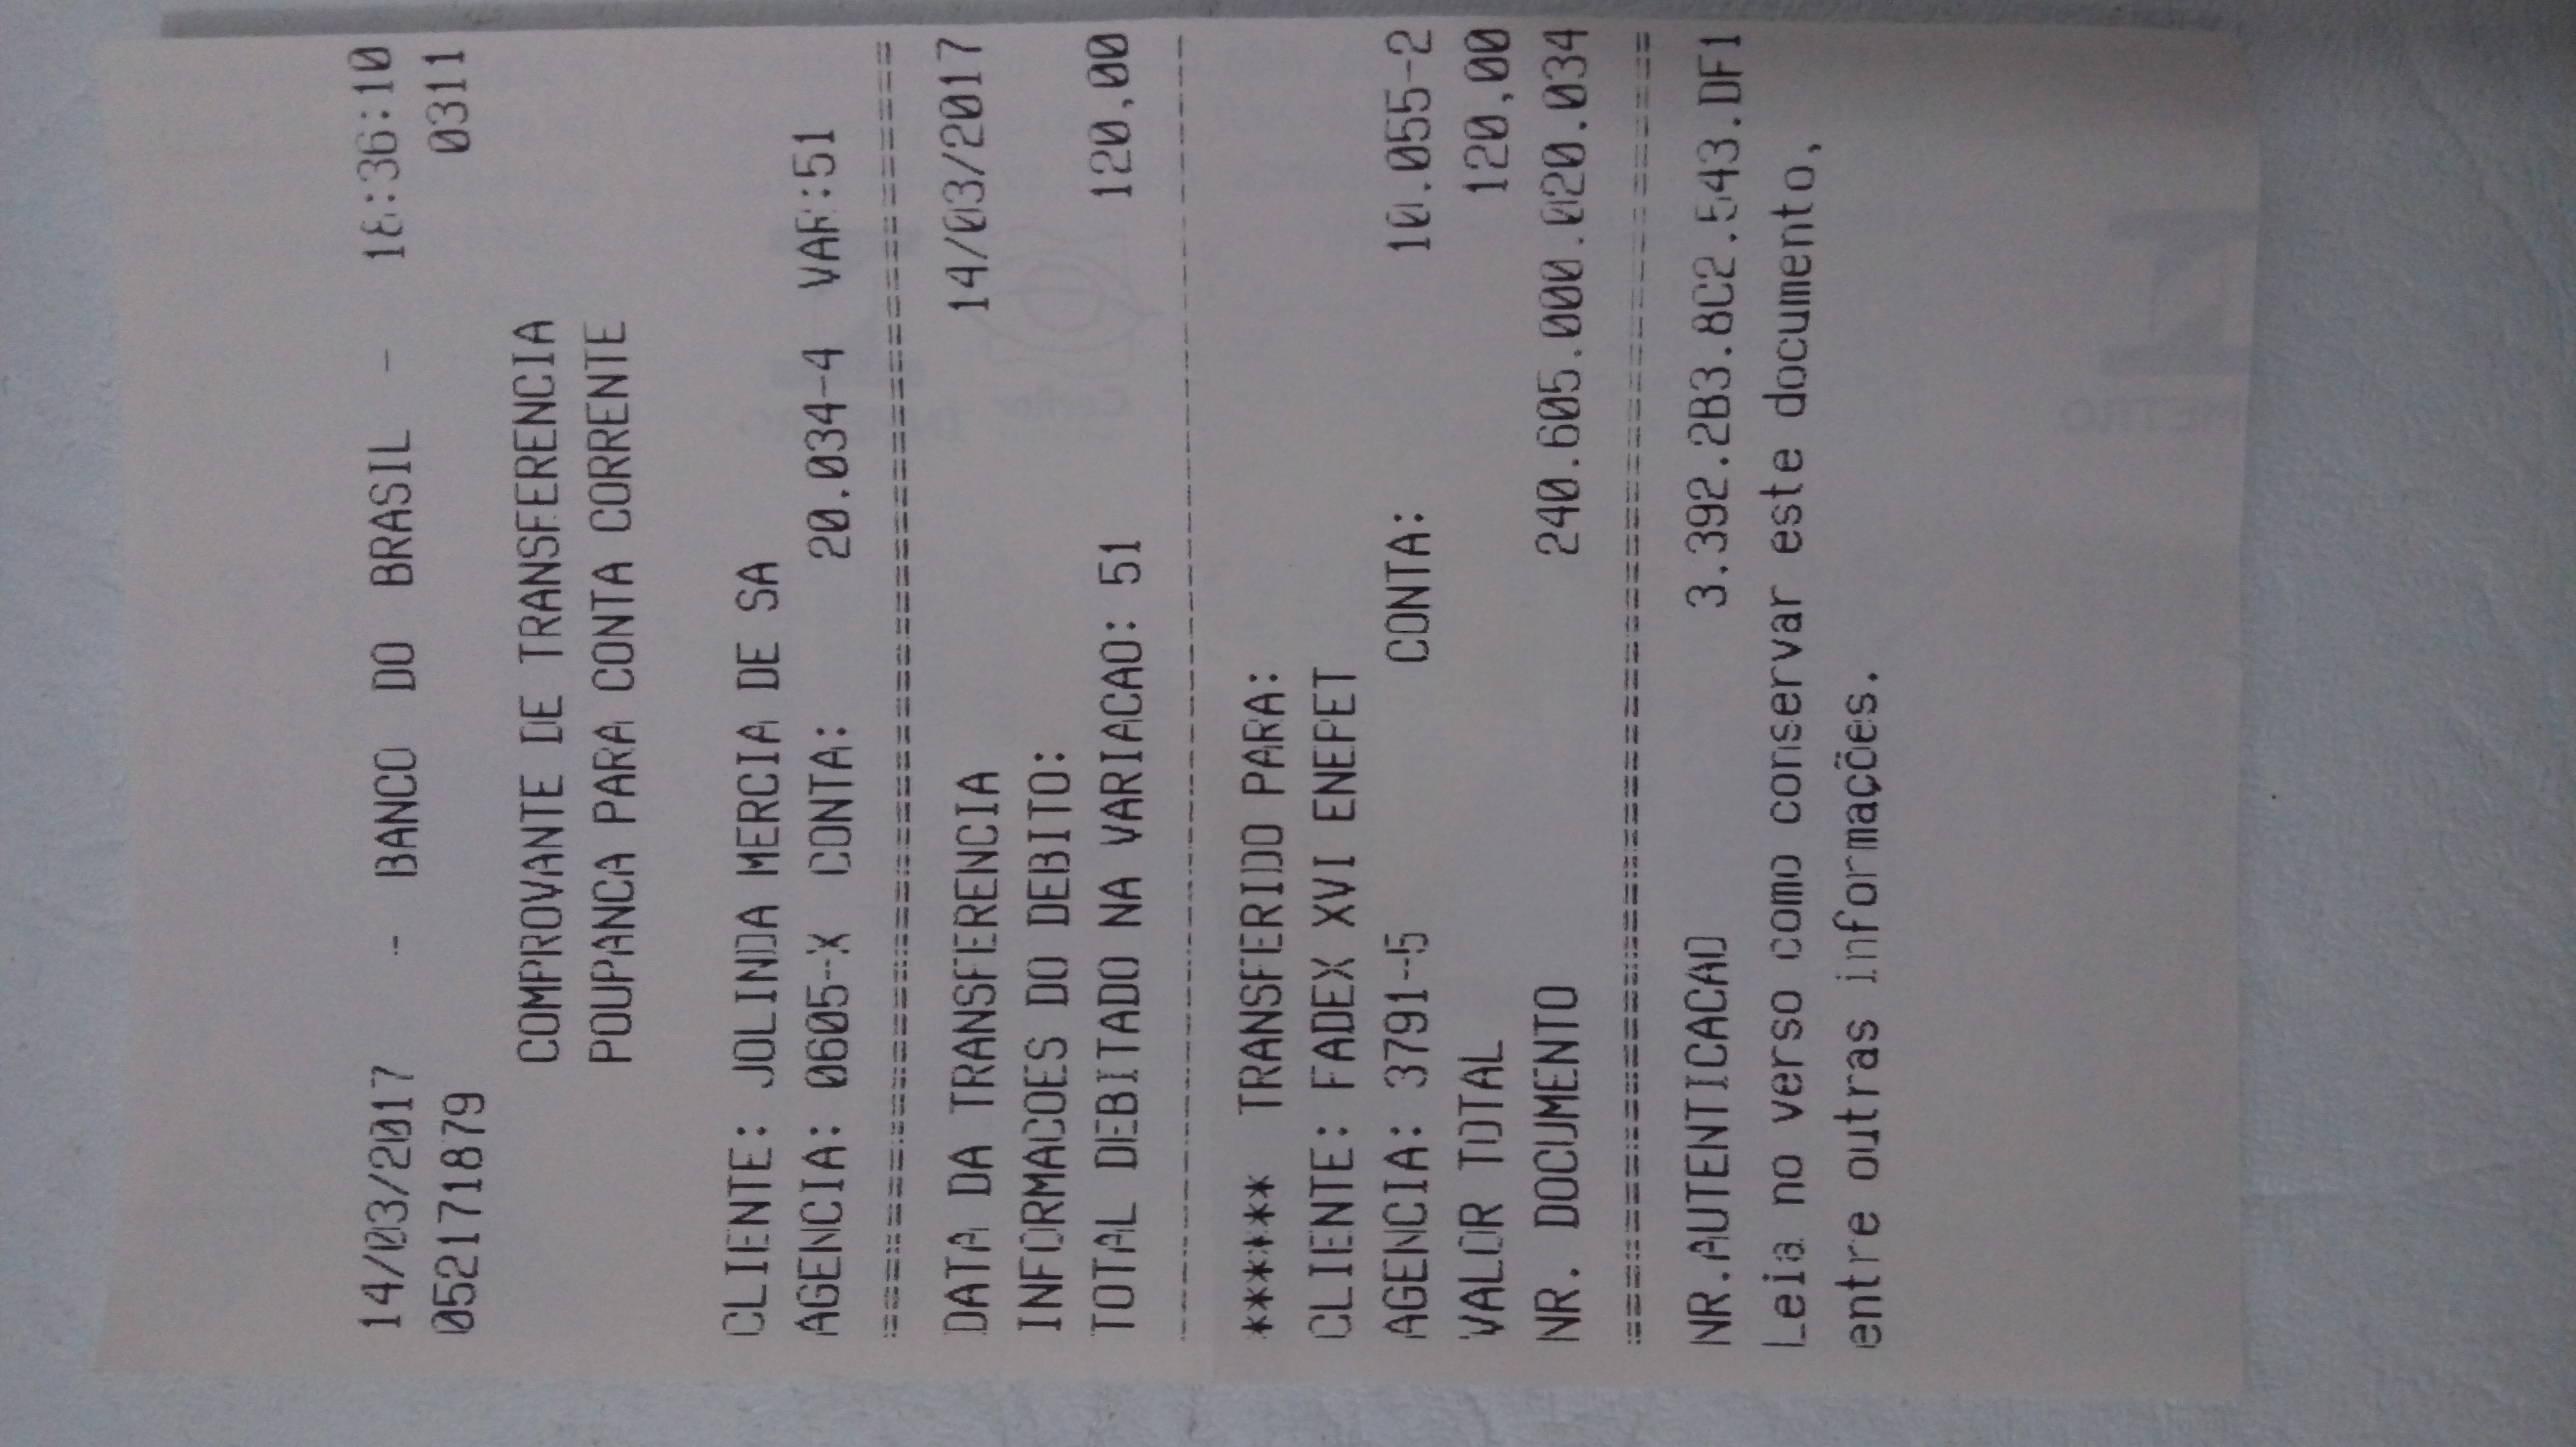 14/03/2017 - BANCO DO BRASIL - 18:36:10
052171879 0311
COMPROVANTE DE TRANSFERENCIA
POUPANCA PARA CONTA CORRENTE
CLIENTE: JOLINDA MERCIA DE SA
AGENCIA: 0605-X CONTA: 20.034-4 VAR:51
DATA DA TRANSFERENCIA 14/03/2017
INFORMACOES DO DEBITO:
TOTAL DEBITADO NA VARIACAO: 51 120,00
****** TRANSFERIDO PARA:
CLIENTE: FADEX XVI ENEPET
AGENCIA: 3791-5 CONTA: 10.055-2
VALOR TOTAL 120,00
NR. DOCUMENTO 240.605.000.020.034
NR.AUTENTICACAO 3.392.2B3.8C2.543.DF1
Leia no verso como conservar este documento,
entre outras informações.